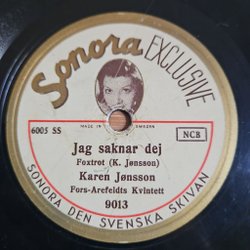 Sonora EXCLUSIVE
MADE IN SWEDEN
6005 SS
NCB
Jag saknar dej
Foxtrot (K. Jønsson)
Karen Jønsson
Fors-Arefeldts Kvintett
9013
SONORA DEN SVENSKA SKIVAN